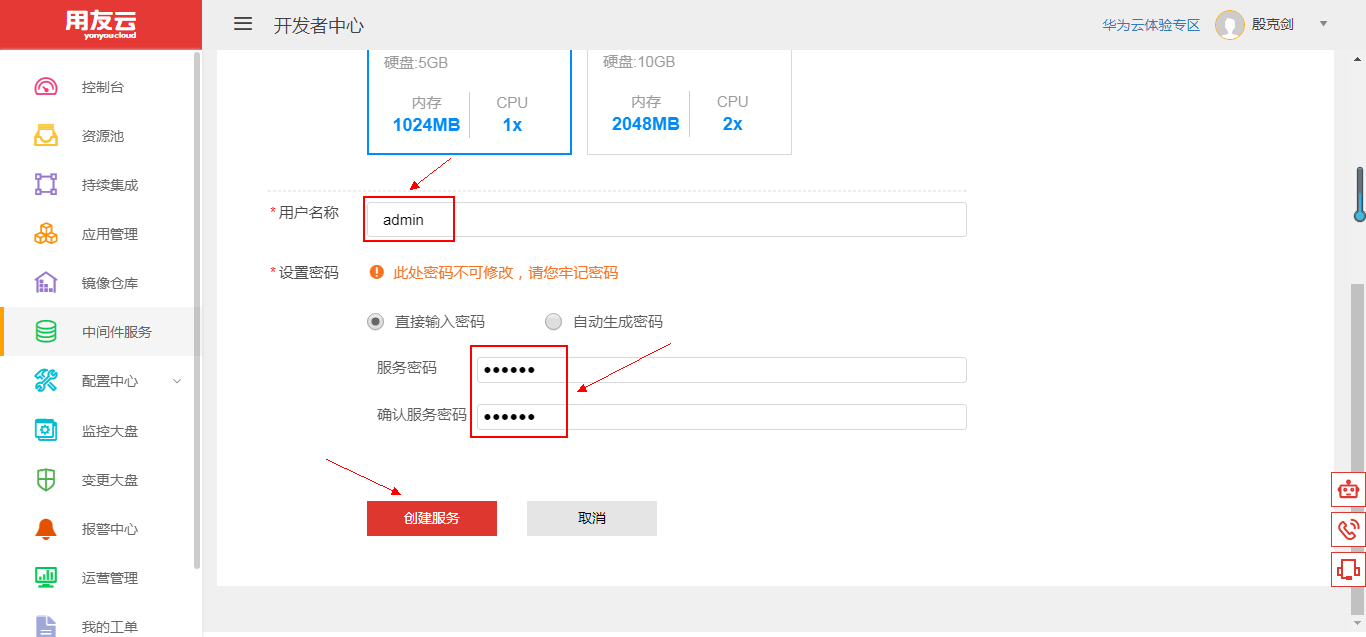 用友云
yonyoucloud
开发者中心
华为云体验专区
殷克剑
控制台
资源池
持续集成
应用管理
镜像仓库
中间件服务
配置中心
监控大盘
变更大盘
报警中心
运营管理
我的工单
硬盘:5GB
内存
1024MB
CPU
1x
硬盘:10GB
内存
2048MB
CPU
2x
*用户名称
admin
*设置密码
此处密码不可修改，请您牢记密码
直接输入密码
自动生成密码
服务密码
••••••
确认服务密码
••••••
创建服务
取消